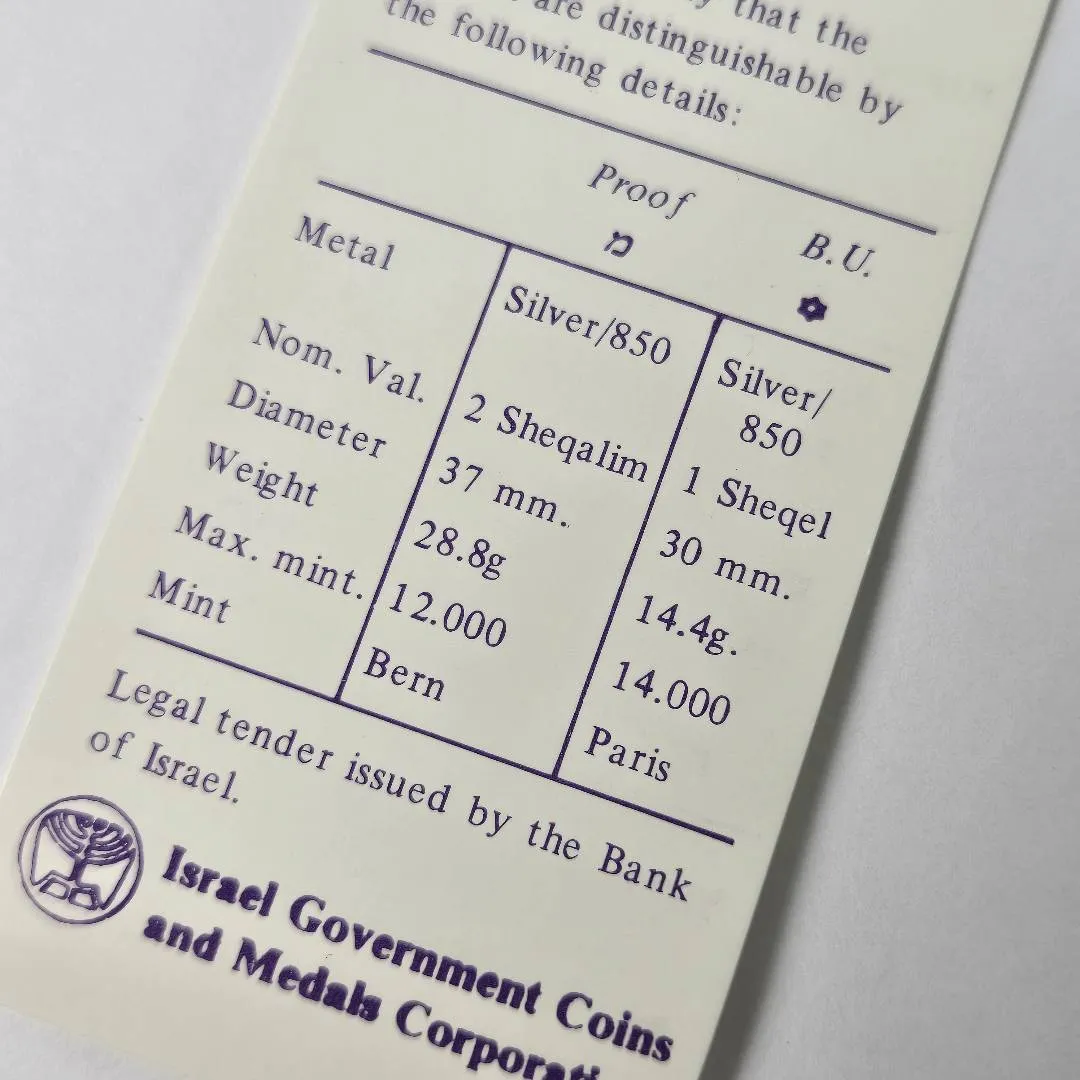 that the
are distinguishable by
the following details:
Proof B.U.
מ
Metal Silver/850 Silver/
850
Nom. Val. 2 Sheqalim 1 Sheqel
Diameter 37 mm. 30 mm.
Weight 28.8g 14.4g.
Max. mint. 12.000 14.000
Mint Bern Paris
Legal tender issued by the Bank
of Israel.
Israel Government Coins
and Medals